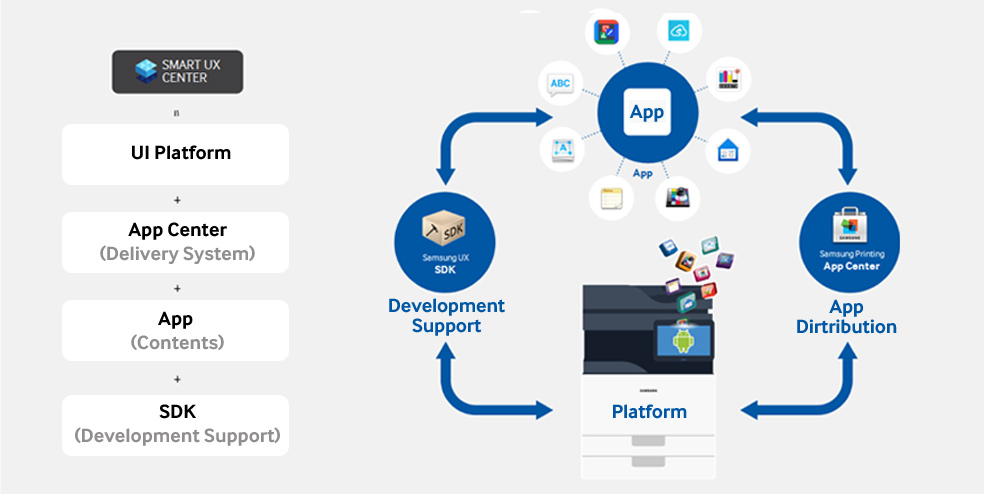 SMART UX
CENTER
UI Platform
+
App Center
(Delivery System)
+
App
(Contents)
+
SDK
(Development Support)
App
ABC
A
App
SDK
Samsung UX
SDK
Development
Support
SAMSUNG
Samsung Printing
App Center
App
Dirtribution
SAMSUNG
Platform